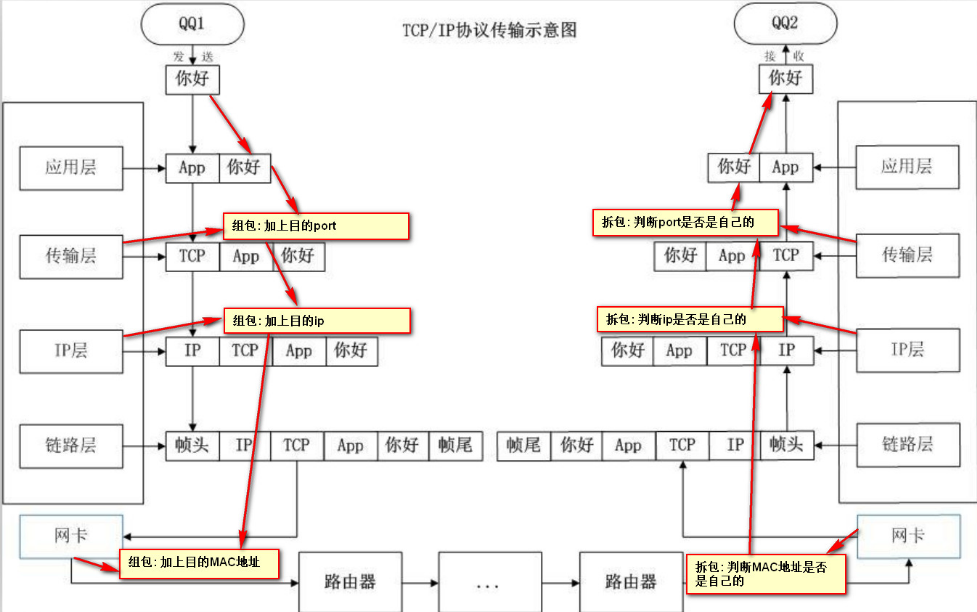 TCP/IP协议传输示意图
QQ1
QQ2
发 送
接 收
你好
你好
应用层
App 你好
你好 App
应用层
组包: 加上目的port
拆包: 判断port是否是自己的
传输层
TCP App 你好
你好 App TCP
传输层
组包: 加上目的ip
拆包: 判断ip是否是自己的
IP层
IP TCP App 你好
你好 App TCP IP
IP层
链路层
帧头 IP TCP App 你好 帧尾
帧尾 你好 App TCP IP 帧头
链路层
网卡
网卡
组包: 加上目的MAC地址
拆包: 判断MAC地址是否
是自己的
路由器
...
路由器